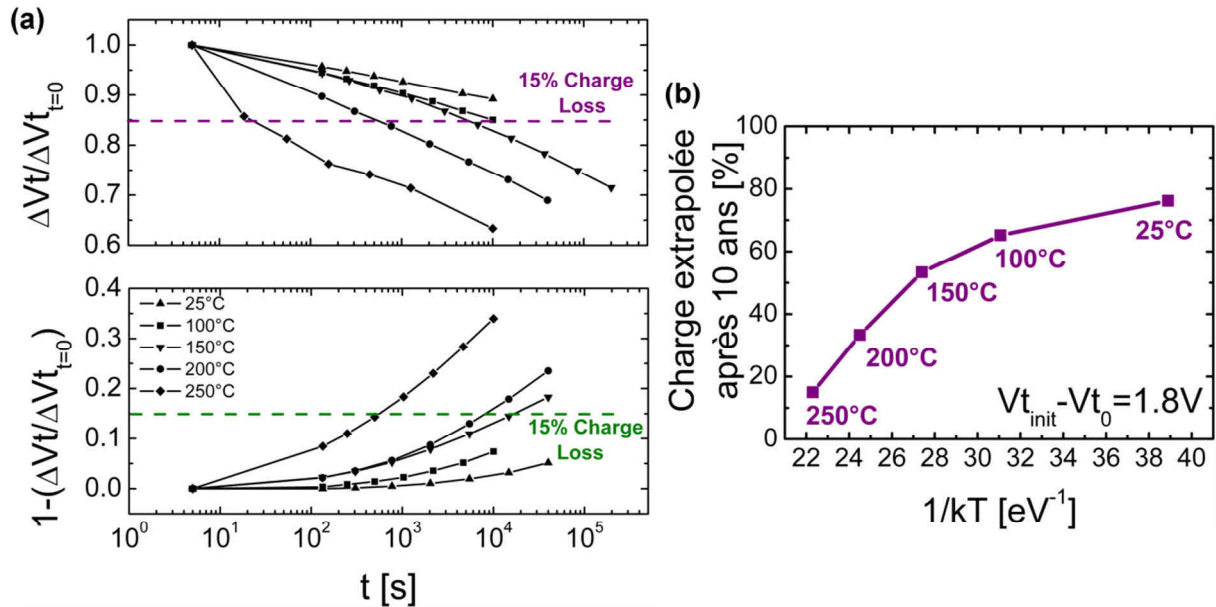 (a)
ΔVt/ΔVt t=0
1.0
0.9
0.8
0.7
0.6
15% Charge
Loss
1-(ΔVt/ΔVt t=0)
0.4
0.3
0.2
0.1
0.0
25°C
100°C
150°C
200°C
250°C
15% Charge
Loss
10^0 10^1 10^2 10^3 10^4 10^5
t [s]
(b)
Charge extrapolée
après 10 ans [%]
100
80
60
40
20
0
25°C
100°C
150°C
200°C
250°C
Vt_init-Vt_0=1.8V
22 24 26 28 30 32 34 36 38 40
1/kT [eV^-1]